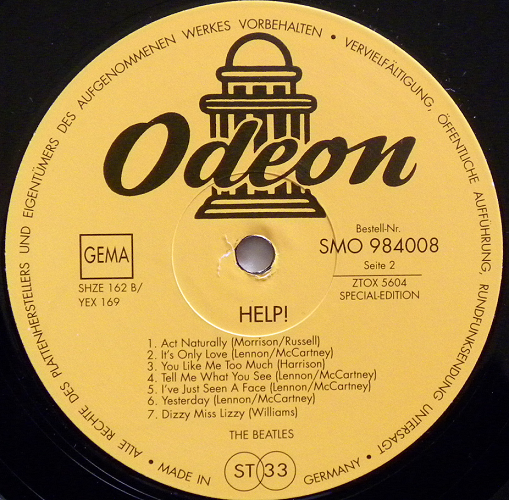 • ALLE RECHTE DES PLATTENHERSTELLERS UND EIGENTÜMERS DES AUFGENOMMENEN WERKES VORBEHALTEN • VERVIELFÄLTIGUNG, ÖFFENTLICHE AUFFÜHRUNG, RUNDFUNKSENDUNG UNTERSAGT •
Odeon
Bestell-Nr.
SMO 984008
Seite 2
ZTOX 5604
SPECIAL-EDITION
GEMA
SHZE 162 B/
YEX 169
HELP!
1. Act Naturally (Morrison/Russell)
2. It's Only Love (Lennon/McCartney)
3. You Like Me Too Much (Harrison)
4. Tell Me What You See (Lennon/McCartney)
5. I've Just Seen A Face (Lennon/McCartney)
6. Yesterday (Lennon/McCartney)
7. Dizzy Miss Lizzy (Williams)
THE BEATLES
ST 33
MADE IN GERMANY